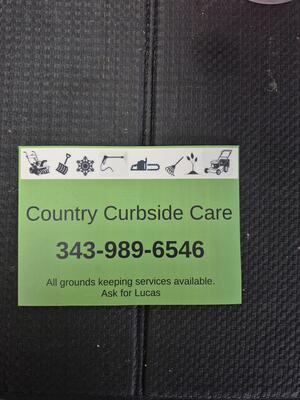 Country Curbside Care
343-989-6546
All grounds keeping services available.
Ask for Lucas